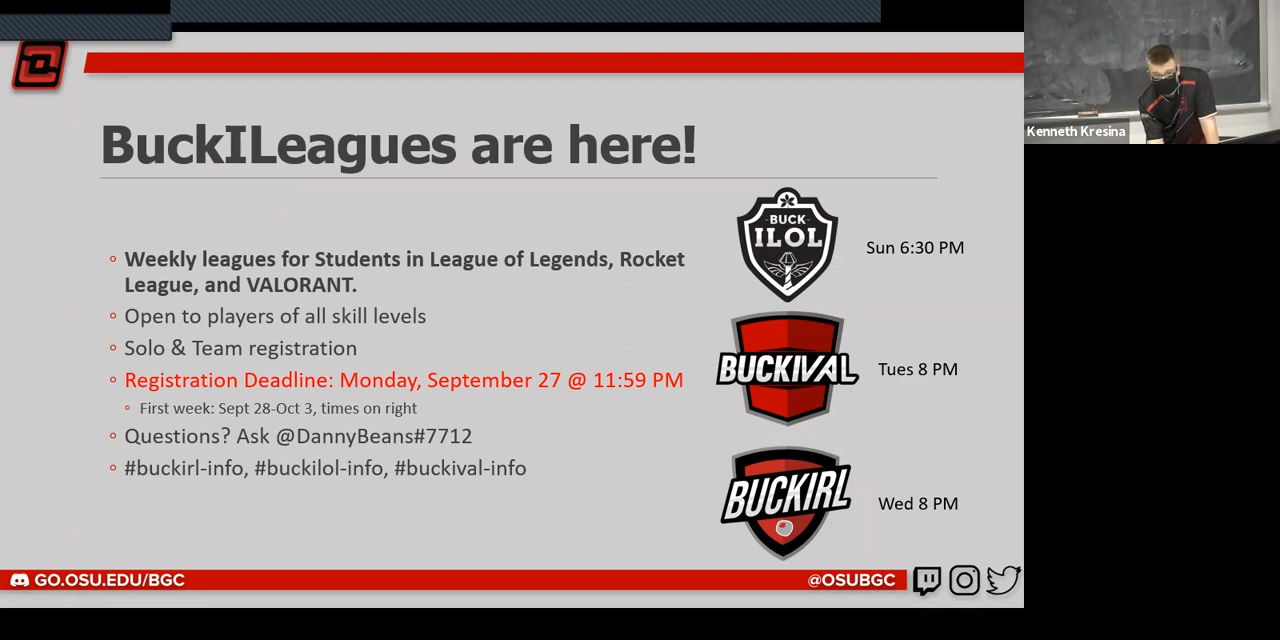 BuckILeagues are here!
Weekly leagues for Students in League of Legends, Rocket
League, and VALORANT.
Open to players of all skill levels
Solo & Team registration
Registration Deadline: Monday, September 27 @ 11:59 PM
First week: Sept 28-Oct 3, times on right
Questions? Ask @DannyBeans#7712
#buckirl-info, #buckilol-info, #buckival-info
BUCK
ILOL
Sun 6:30 PM
BUCKIVAL
Tues 8 PM
BUCKIRL
Wed 8 PM
GO.OSU.EDU/BGC
@OSUBGC
Kenneth Kresina